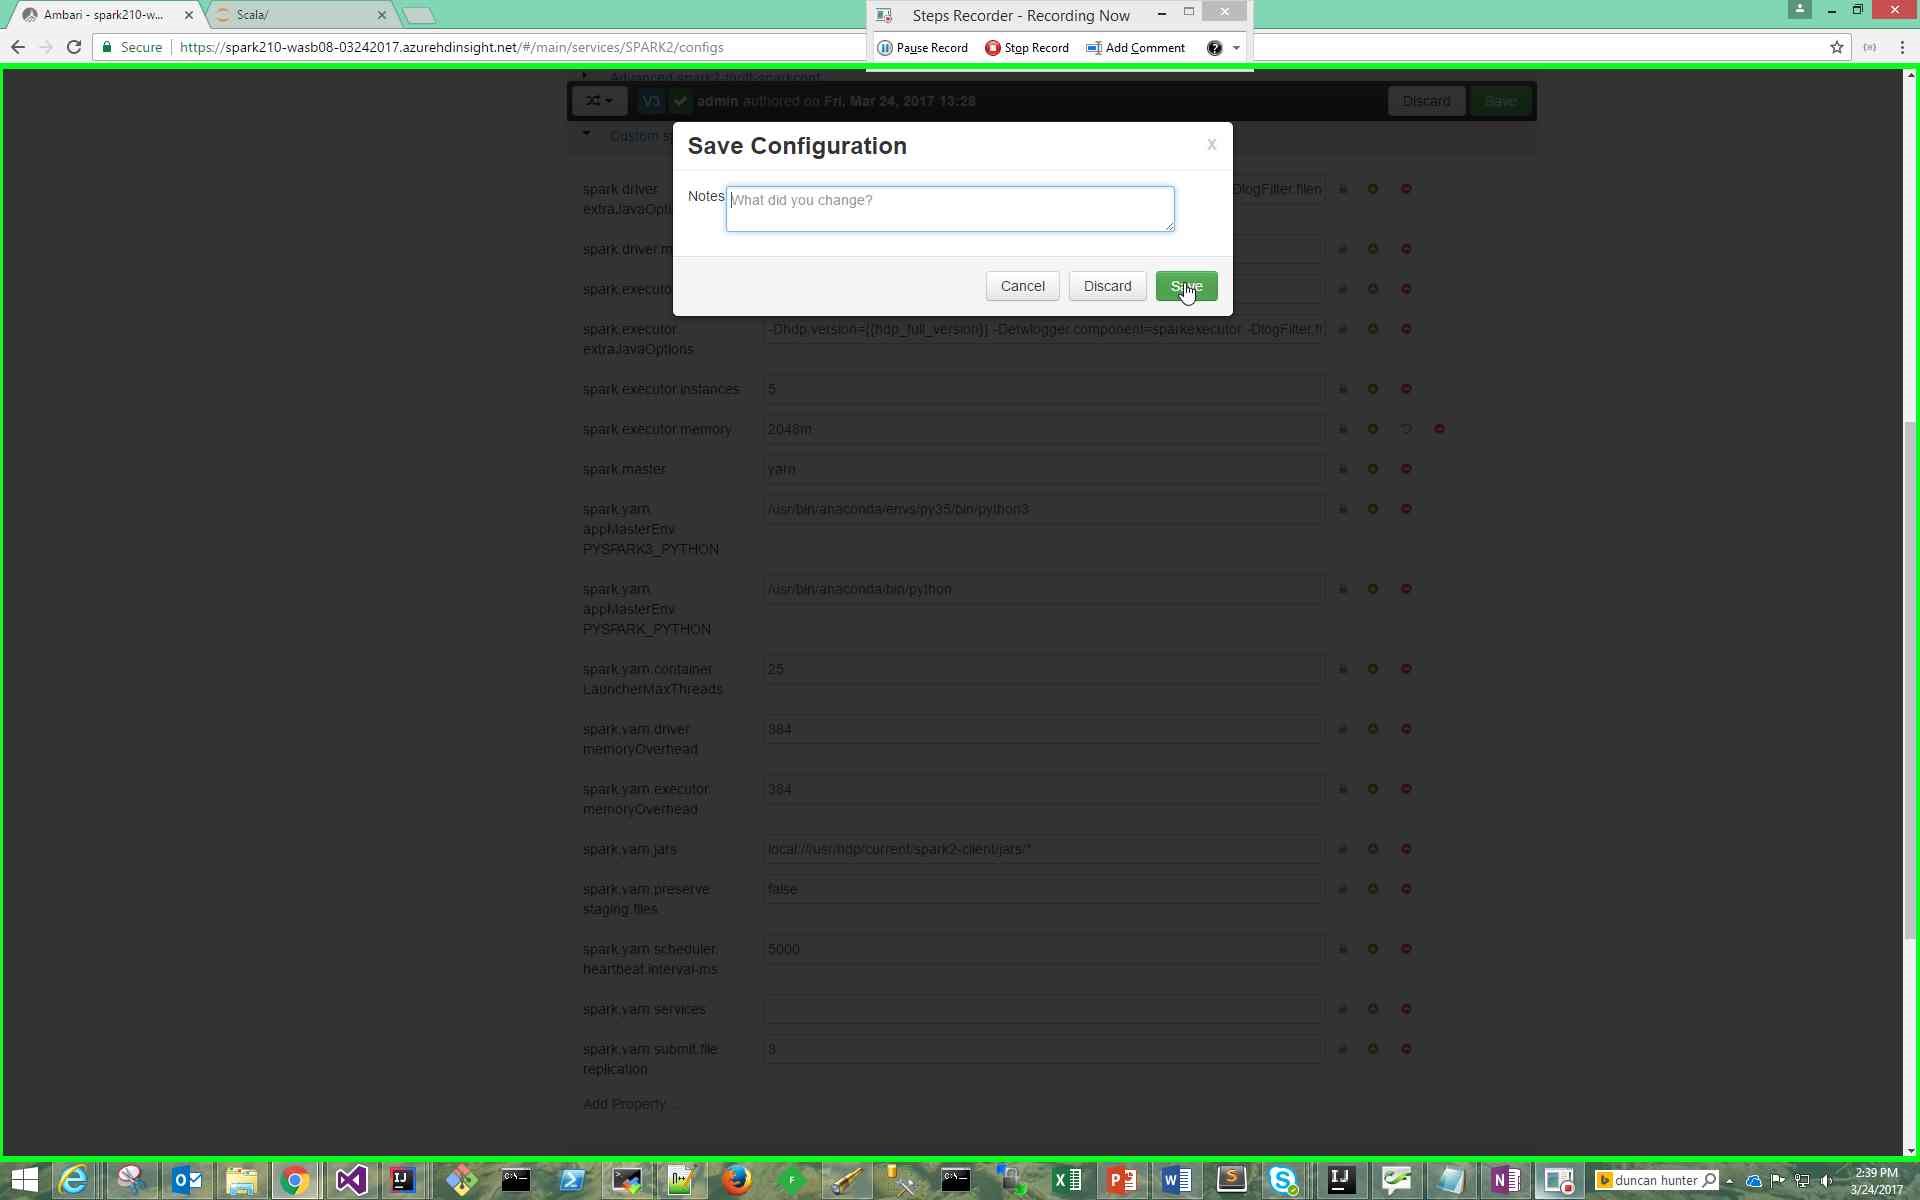 Ambari - spark210-w...
Scala/
Steps Recorder - Recording Now
Secure
https://spark210-wasb08-03242017.azurehdinsight.net/#/main/services/SPARK2/configs
Pause Record
Stop Record
Add Comment
Advanced spark2-thrift-sparkconf
V3
admin authored on Fri, Mar 24, 2017 13:28
Discard
Save
Custom sp
Save Configuration
X
Notes
What did you change?
Cancel
Discard
Save
spark.driver.
extraJavaOpti
DlogFilter.filen
spark.driver.m
spark.executo
spark.executor.
extraJavaOptions
-Dhdp.version={{hdp_full_version}} -Detwlogger.component=sparkexecutor -DlogFilter.fi
spark.executor.instances
5
spark.executor.memory
2048m
spark.master
yarn
spark.yarn.
appMasterEnv.
PYSPARK3_PYTHON
/usr/bin/anaconda/envs/py35/bin/python3
spark.yarn.
appMasterEnv.
PYSPARK_PYTHON
/usr/bin/anaconda/bin/python
spark.yarn.container
LauncherMaxThreads
25
spark.yarn.driver.
memoryOverhead
384
spark.yarn.executor.
memoryOverhead
384
spark.yarn.jars
local:///usr/hdp/current/spark2-client/jars/*
spark.yarn.preserve.
staging.files
false
spark.yarn.scheduler.
heartbeat.interval-ms
5000
spark.yarn.services
spark.yarn.submit.file.
replication
3
Add Property ...
duncan hunter
2:39 PM
3/24/2017